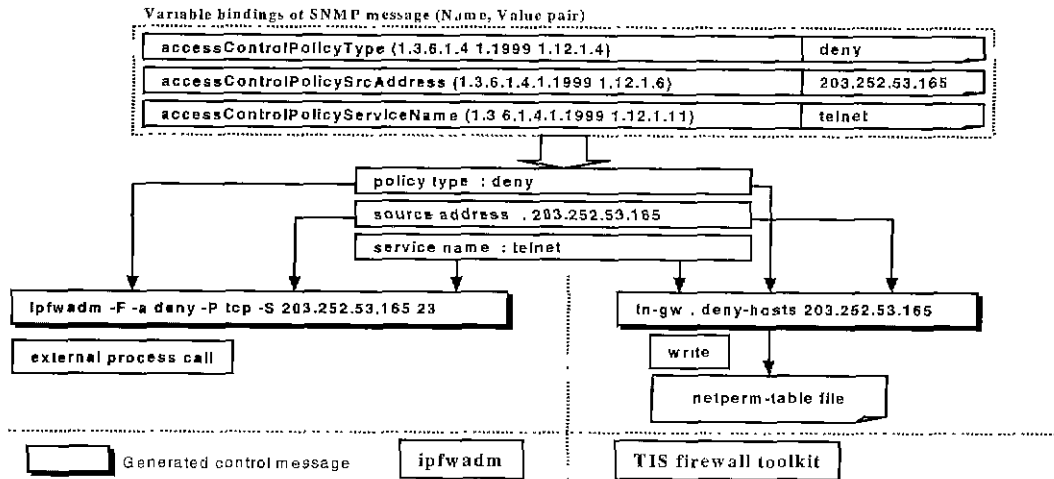 Variable bindings of SNMP message (Name, Value pair)
accessControlPolicyType (1.3.6.1.4 1.1999 1.12.1.4) deny
accessControlPolicySrcAddress (1.3.6.1.4.1.1999 1.12.1.6) 203.252.53.165
accessControlPolicyServiceName (1.3 6.1.4.1.1999 1.12.1.11) telnet
policy type : deny
source address . 203.252.53.165
service name : telnet
ipfwadm -F -a deny -P tcp -S 203.252.53.165 23
tn-gw . deny-hosts 203.252.53.165
external process call
write
netperm-table file
Generated control message
ipfwadm
TIS firewall toolkit